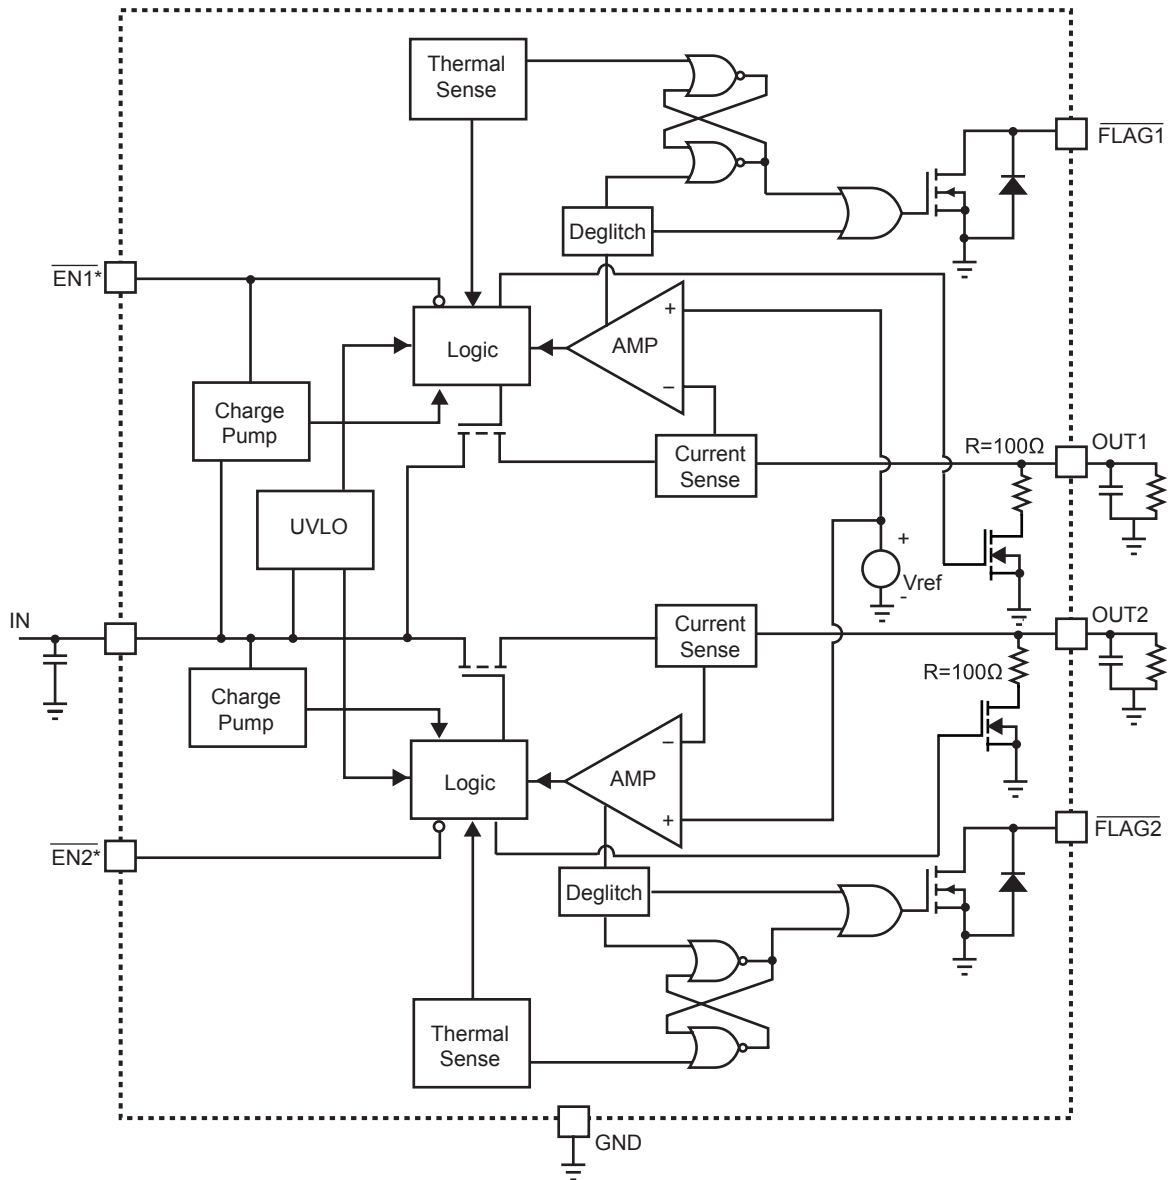 Thermal
Sense
FLAG1
Deglitch
EN1*
+
Logic
AMP
−
Charge
Pump
R=100Ω
OUT1
Current
Sense
UVLO
+
Vref
-
IN
Current
Sense
OUT2
R=100Ω
Charge
Pump
−
Logic
AMP
+
FLAG2
EN2*
Deglitch
Thermal
Sense
GND